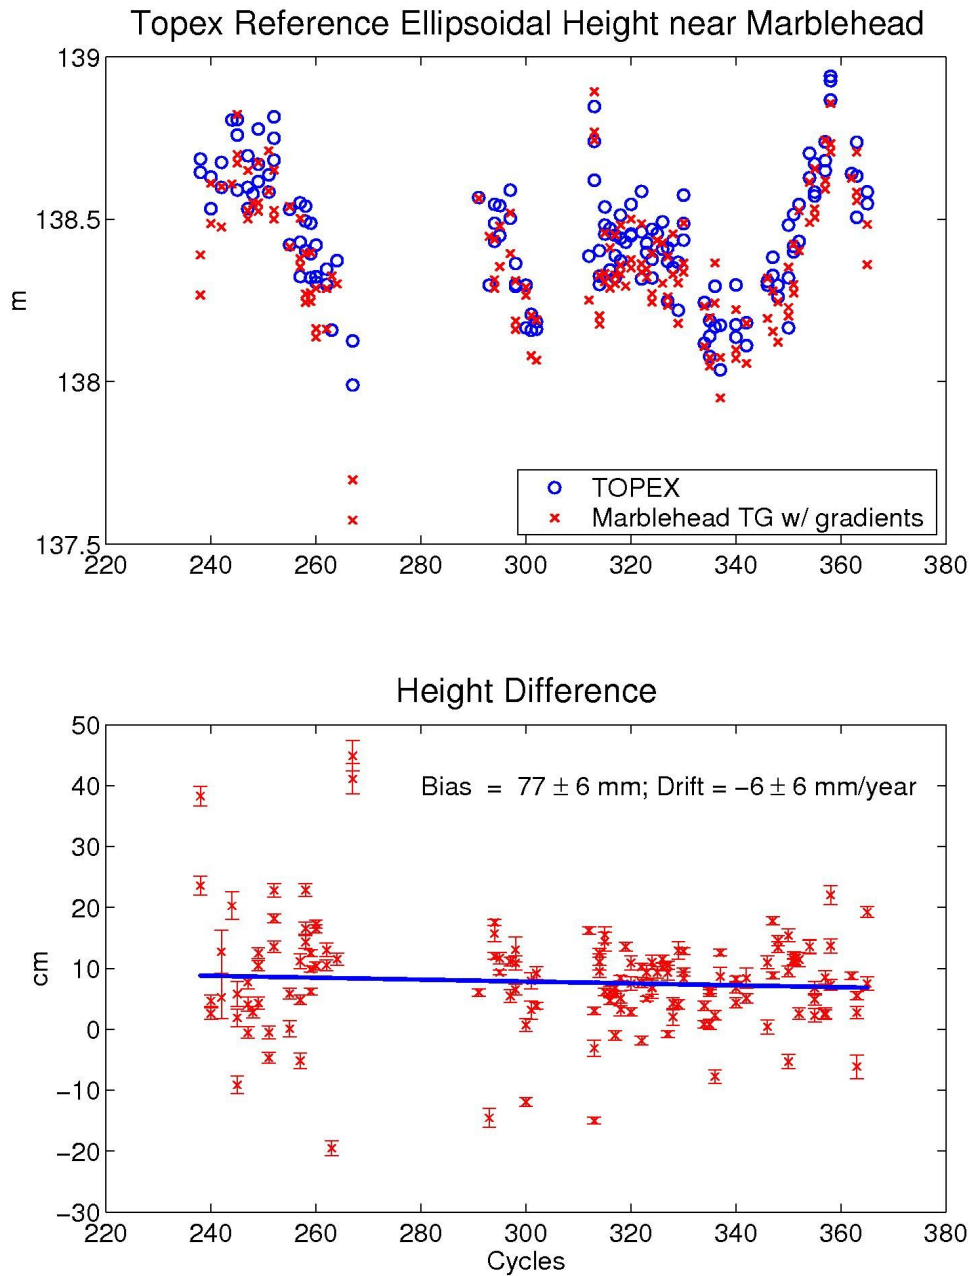 Topex Reference Ellipsoidal Height near Marblehead
139
138.5
m
138
TOPEX
Marblehead TG w/ gradients
137.5
220 240 260 280 300 320 340 360 380
Height Difference
50
40
Bias = 77 ± 6 mm; Drift = −6 ± 6 mm/year
30
20
cm
10
0
−10
−20
−30
220 240 260 280 300 320 340 360 380
Cycles